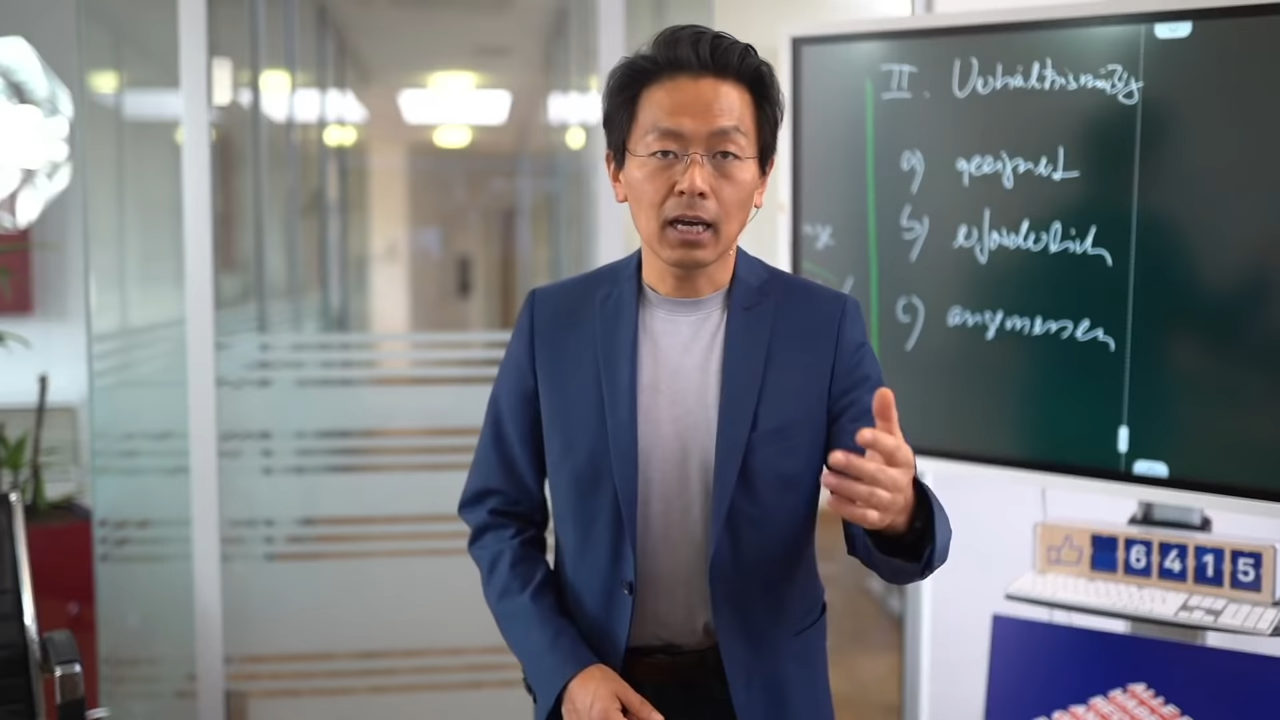 II. Verhältnismäßig
a) geeignet
b) erforderlich
c) angemessen
6415